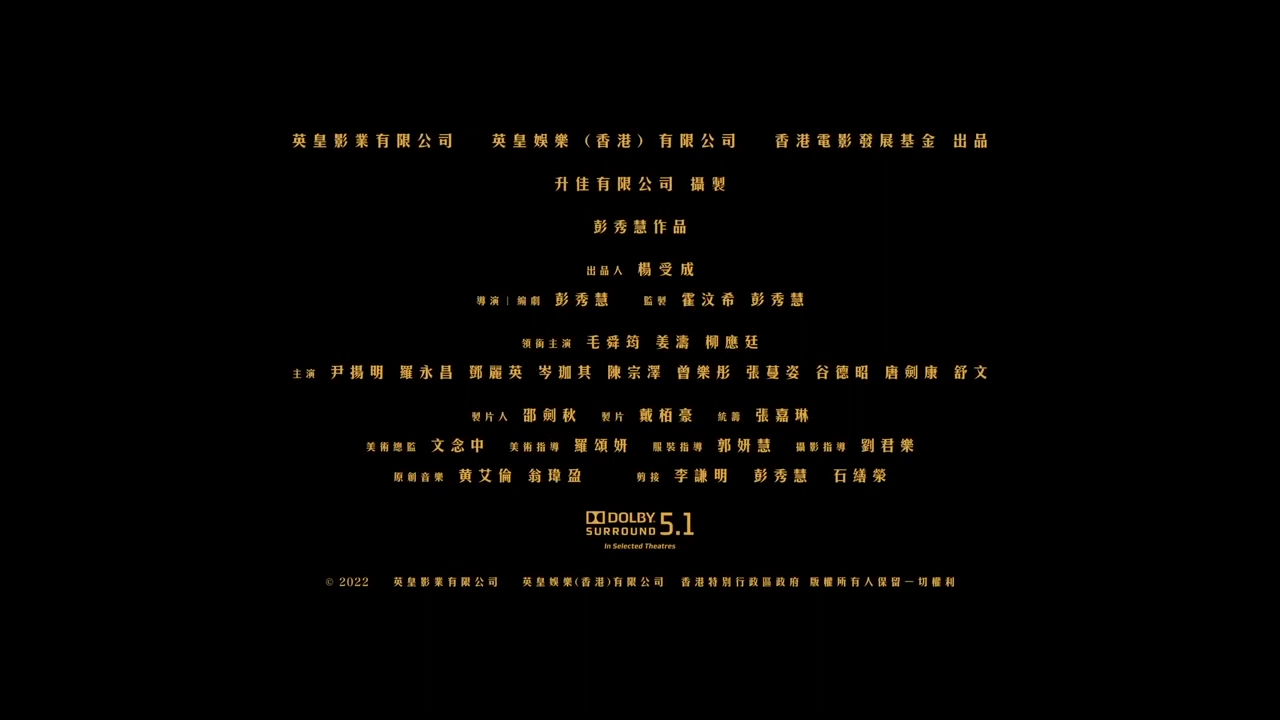 英皇影業有限公司 英皇娛樂(香港)有限公司 香港電影發展基金 出品
升佳有限公司 攝製
彭秀慧作品
出品人 楊受成
導演|編劇 彭秀慧 監製 霍汶希 彭秀慧
領銜主演 毛舜筠 姜濤 柳應廷
主演 尹揚明 羅永昌 鄧麗英 岑珈其 陳宗澤 曾樂彤 張蔓姿 谷德昭 唐劍康 舒文
製片人 邵劍秋 製片 戴栢豪 統籌 張嘉琳
美術總監 文念中 美術指導 羅頌妍 服裝指導 郭妍慧 攝影指導 劉君樂
原創音樂 黄艾倫 翁瑋盈 剪接 李謙明 彭秀慧 石繕滎
DOLBY
SURROUND 5.1
In Selected Theatres
© 2022 英皇影業有限公司 英皇娛樂(香港)有限公司 香港特別行政區政府 版權所有人保留一切權利